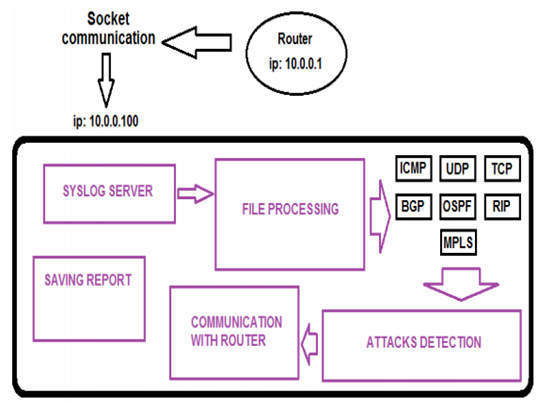 Socket
communication
Router
ip: 10.0.0.1
ip: 10.0.0.100
SYSLOG SERVER
FILE PROCESSING
ICMP
UDP
TCP
BGP
OSPF
RIP
MPLS
SAVING REPORT
COMMUNICATION
WITH ROUTER
ATTACKS DETECTION